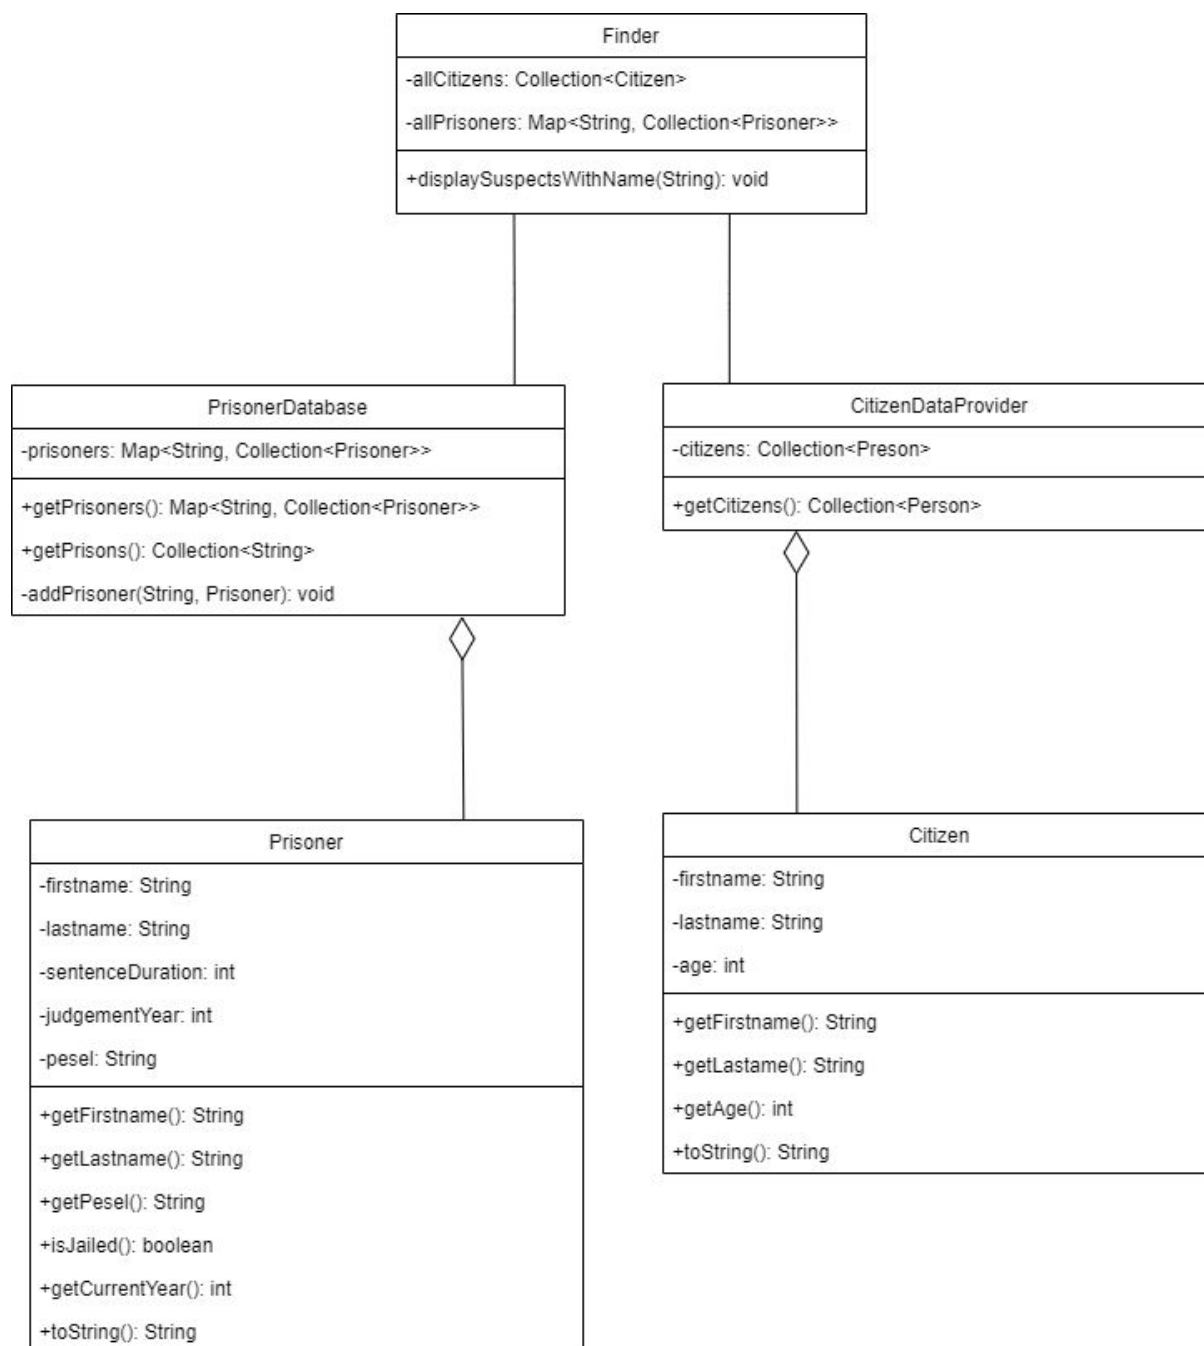 Finder
-allCitizens: Collection<Citizen>
-allPrisoners: Map<String, Collection<Prisoner>>
+displaySuspectsWithName(String): void
PrisonerDatabase
-prisoners: Map<String, Collection<Prisoner>>
+getPrisoners(): Map<String, Collection<Prisoner>>
+getPrisons(): Collection<String>
-addPrisoner(String, Prisoner): void
CitizenDataProvider
-citizens: Collection<Preson>
+getCitizens(): Collection<Person>
Prisoner
-firstname: String
-lastname: String
-sentenceDuration: int
-judgementYear: int
-pesel: String
+getFirstname(): String
+getLastname(): String
+getPesel(): String
+isJailed(): boolean
+getCurrentYear(): int
+toString(): String
Citizen
-firstname: String
-lastname: String
-age: int
+getFirstname(): String
+getLastame(): String
+getAge(): int
+toString(): String